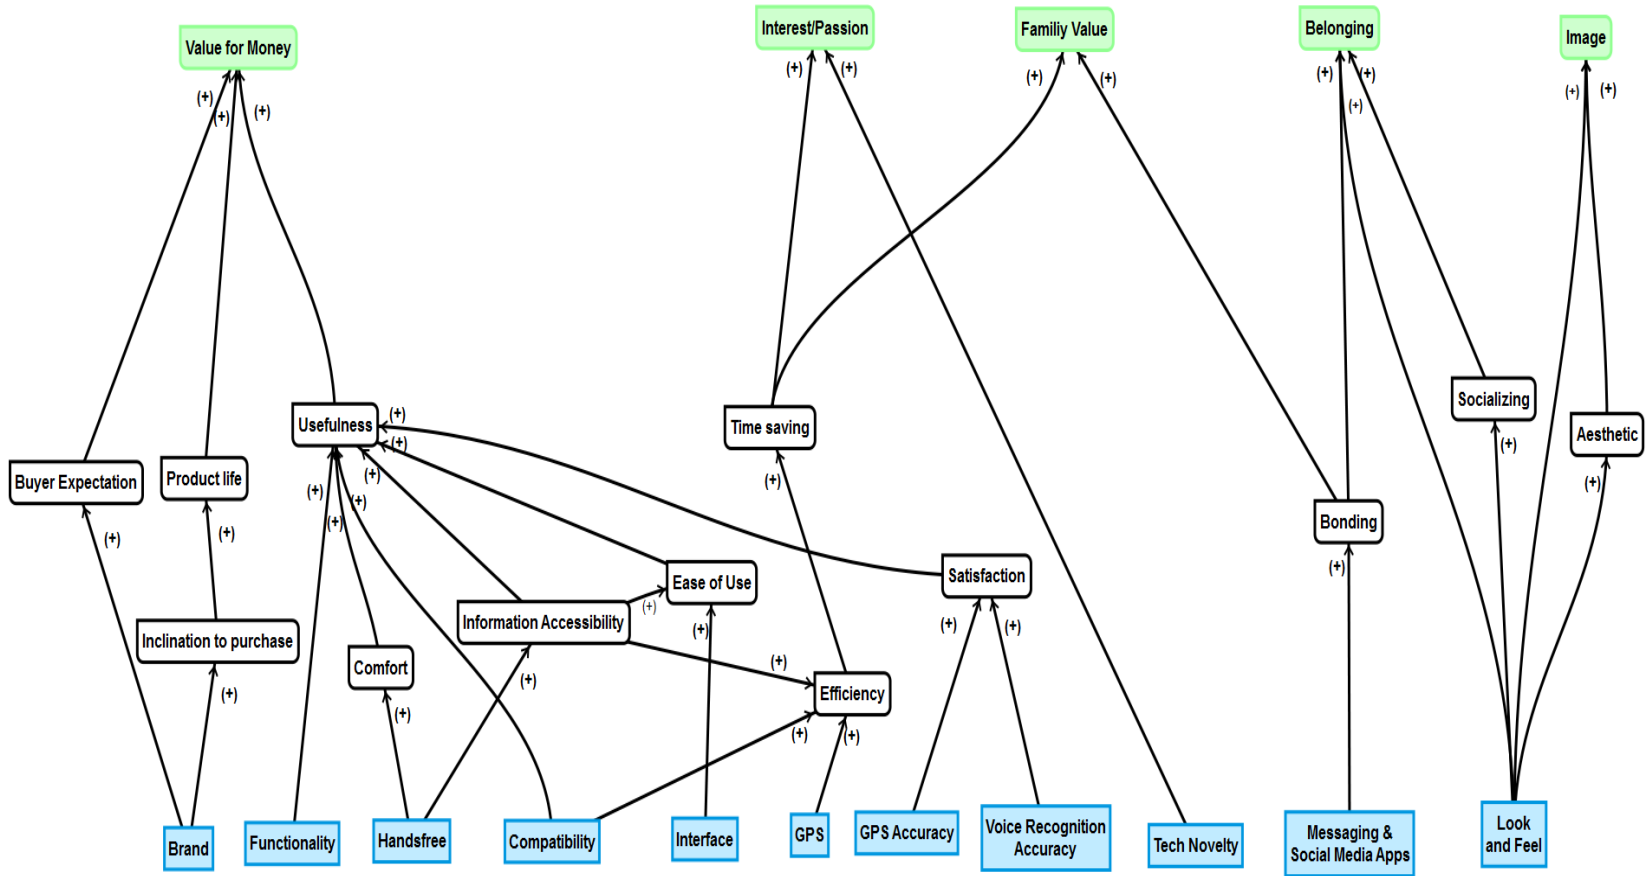 Value for Money
Interest/Passion
Familiy Value
Belonging
Image
(+)
(+)
(+)
(+)
(+)
(+)
(+)
(+)
(+)
(+)
(+)
(+)
Usefulness
(+)
(+)
(+)
(+)
(+)
(+)
Time saving
(+)
Socializing
(+)
Aesthetic
(+)
Buyer Expectation
(+)
Product life
(+)
Bonding
(+)
Ease of Use
(+)
(+)
Satisfaction
(+)
(+)
Information Accessibility
(+)
(+)
Inclination to purchase
(+)
Comfort
(+)
Efficiency
(+)
(+)
Brand
Functionality
Handsfree
Compatibility
Interface
GPS
GPS Accuracy
Voice Recognition
Accuracy
Tech Novelty
Messaging &
Social Media Apps
Look
and Feel